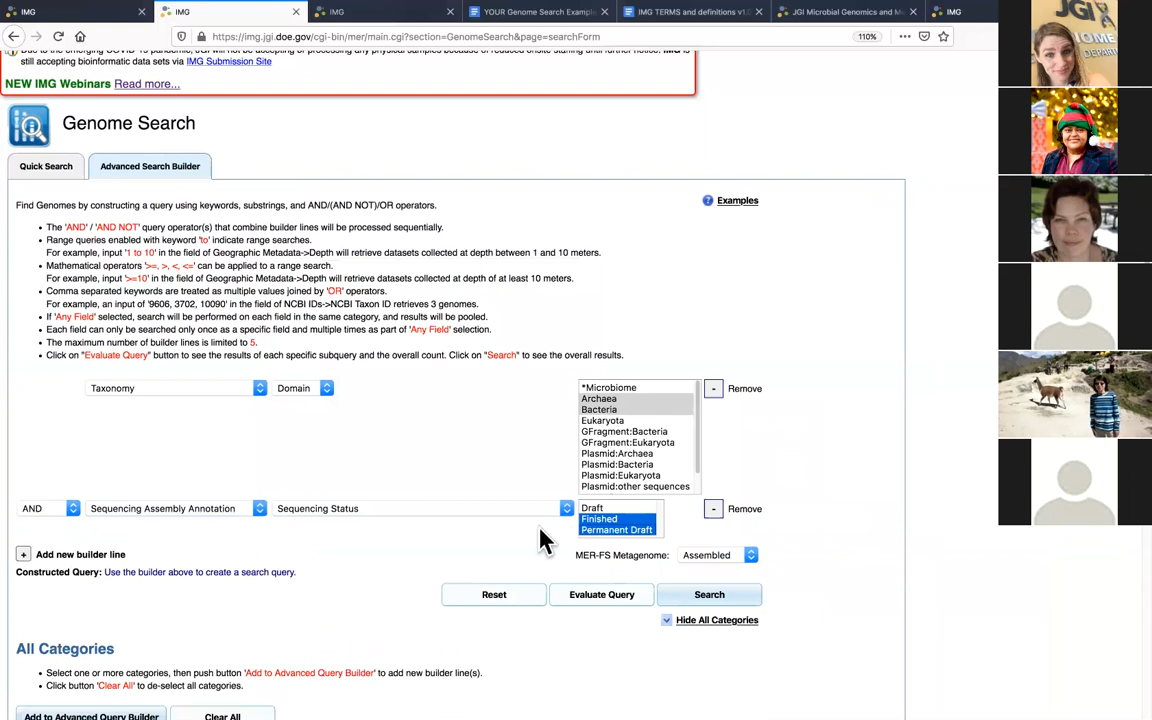 IMG
IMG
IMG
YOUR Genome Search Example
IMG TERMS and definitions v1.0
JGI Microbial Genomics and M
IMG
https://img.jgi.doe.gov/cgi-bin/mer/main.cgi?section=GenomeSearch&page=searchForm
110%
still accepting bioinformatic data sets via IMG Submission Site
NEW IMG Webinars Read more...
Genome Search
Quick Search
Advanced Search Builder
Find Genomes by constructing a query using keywords, substrings, and AND/(AND NOT)/OR operators.
Examples
The 'AND' / 'AND NOT' query operator(s) that combine builder lines will be processed sequentially.
Range queries enabled with keyword 'to' indicate range searches.
For example, input '1 to 10' in the field of Geographic Metadata->Depth will retrieve datasets collected at depth between 1 and 10 meters.
Mathematical operators '>=, >, <, <=' can be applied to a range search.
For example, input '>=10' in the field of Geographic Metadata->Depth will retrieve datasets collected at depth of at least 10 meters.
Comma separated keywords are treated as multiple values joined by 'OR' operators.
For example, an input of '9606, 3702, 10090' in the field of NCBI IDs->NCBI Taxon ID retrieves 3 genomes.
If 'Any Field' selected, search will be performed on each field in the same category, and results will be pooled.
Each field can only be searched only once as a specific field and multiple times as part of 'Any Field' selection.
The maximum number of builder lines is limited to 5.
Click on "Evaluate Query" button to see the results of each specific subquery and the overall count. Click on "Search" to see the overall results.
Taxonomy
Domain
*Microbiome
Archaea
Bacteria
Eukaryota
GFragment:Bacteria
GFragment:Eukaryota
Plasmid:Archaea
Plasmid:Bacteria
Plasmid:Eukaryota
Plasmid:other sequences
- Remove
AND
Sequencing Assembly Annotation
Sequencing Status
Draft
Finished
Permanent Draft
- Remove
+ Add new builder line
MER-FS Metagenome: Assembled
Constructed Query: Use the builder above to create a search query.
Reset
Evaluate Query
Search
Hide All Categories
All Categories
Select one or more categories, then push button 'Add to Advanced Query Builder' to add new builder line(s).
Click button 'Clear All' to de-select all categories.
Add to Advanced Query Builder
Clear All
JGI
HOME
DEPART